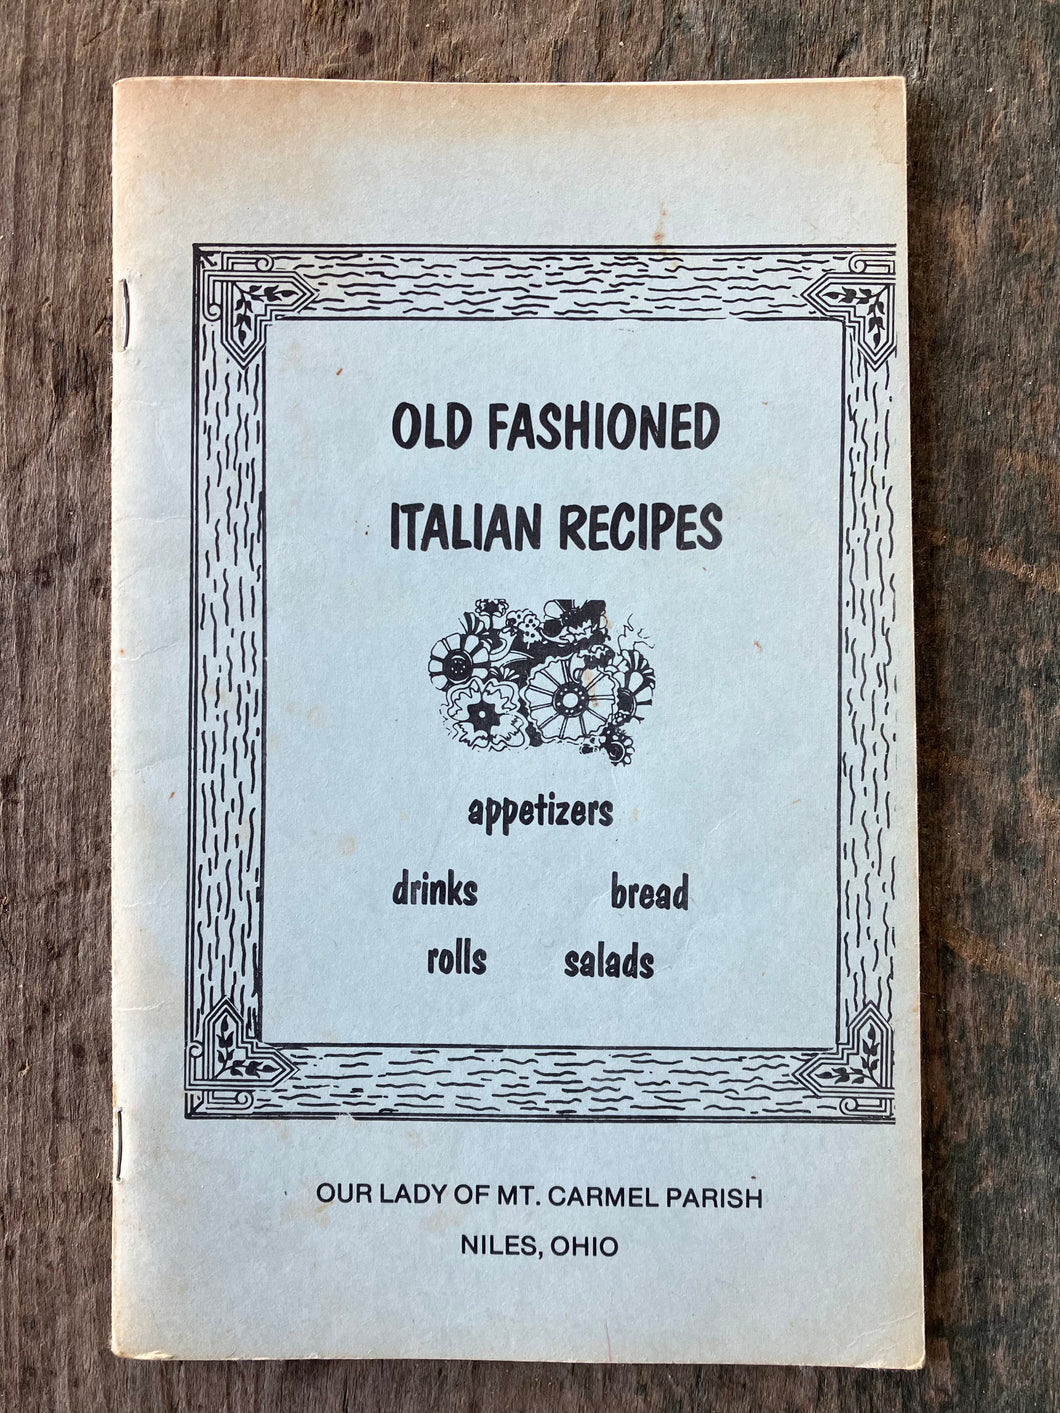 OLD FASHIONED
ITALIAN RECIPES
appetizers
drinks bread
rolls salads
OUR LADY OF MT. CARMEL PARISH
NILES, OHIO